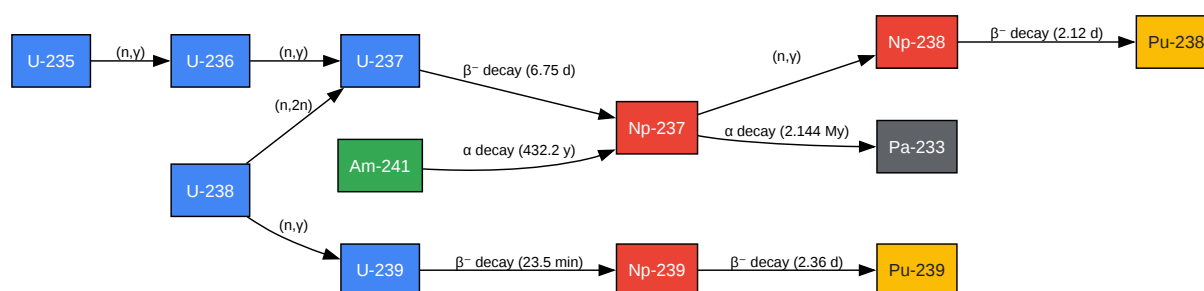 U-235
(n,γ)
U-236
(n,γ)
U-237
β⁻ decay (6.75 d)
(n,2n)
Np-237
(n,γ)
Np-238
β⁻ decay (2.12 d)
Pu-238
α decay (2.144 My)
Pa-233
Am-241
α decay (432.2 y)
U-238
(n,γ)
U-239
β⁻ decay (23.5 min)
Np-239
β⁻ decay (2.36 d)
Pu-239